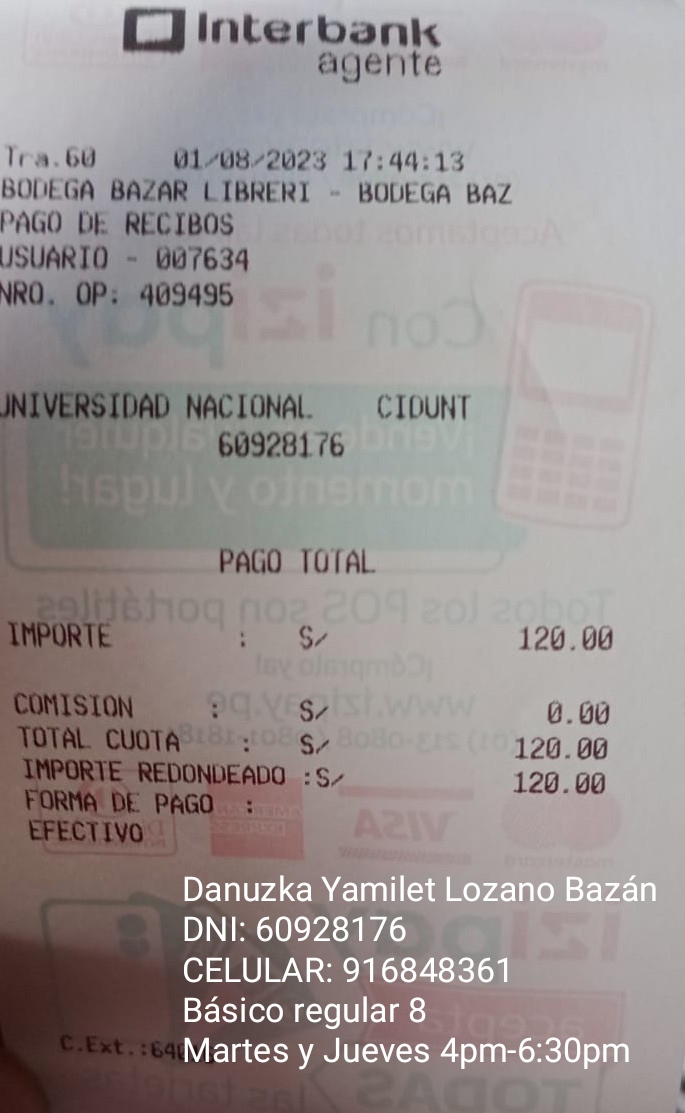 Interbank
agente
Tra.60 01/08/2023 17:44:13
BODEGA BAZAR LIBRERI - BODEGA BAZ
PAGO DE RECIBOS
USUARIO - 007634
NRO. OP: 409495
UNIVERSIDAD NACIONAL CIDUNT
60928176
PAGO TOTAL
IMPORTE : S/ 120.00
COMISION : S/ 0.00
TOTAL CUOTA : S/ 120.00
IMPORTE REDONDEADO :S/ 120.00
FORMA DE PAGO :
EFECTIVO
Danuzka Yamilet Lozano Bazán
DNI: 60928176
CELULAR: 916848361
Básico regular 8
C.Ext.: Martes y Jueves 4pm-6:30pm